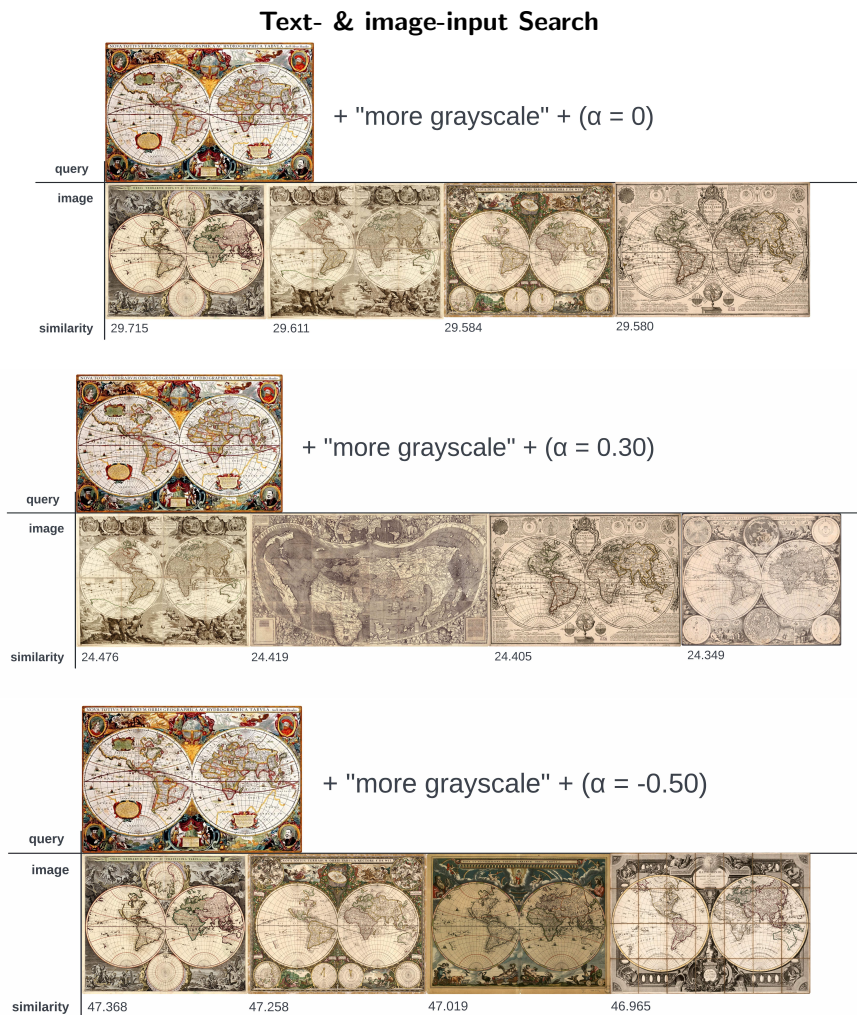 Text- & image-input Search
+ "more grayscale" + (α = 0)
query
image
similarity
29.715
29.611
29.584
29.580
+ "more grayscale" + (α = 0.30)
query
image
similarity
24.476
24.419
24.405
24.349
+ "more grayscale" + (α = -0.50)
query
image
similarity
47.368
47.258
47.019
46.965